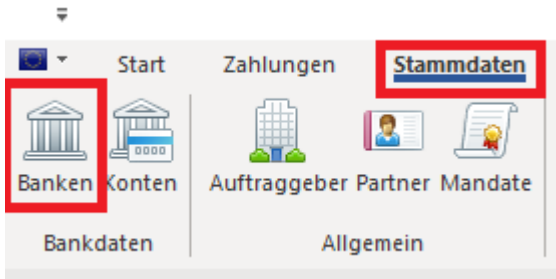 Start Zahlungen Stammdaten
Banken Konten Auftraggeber Partner Mandate
Bankdaten Allgemein